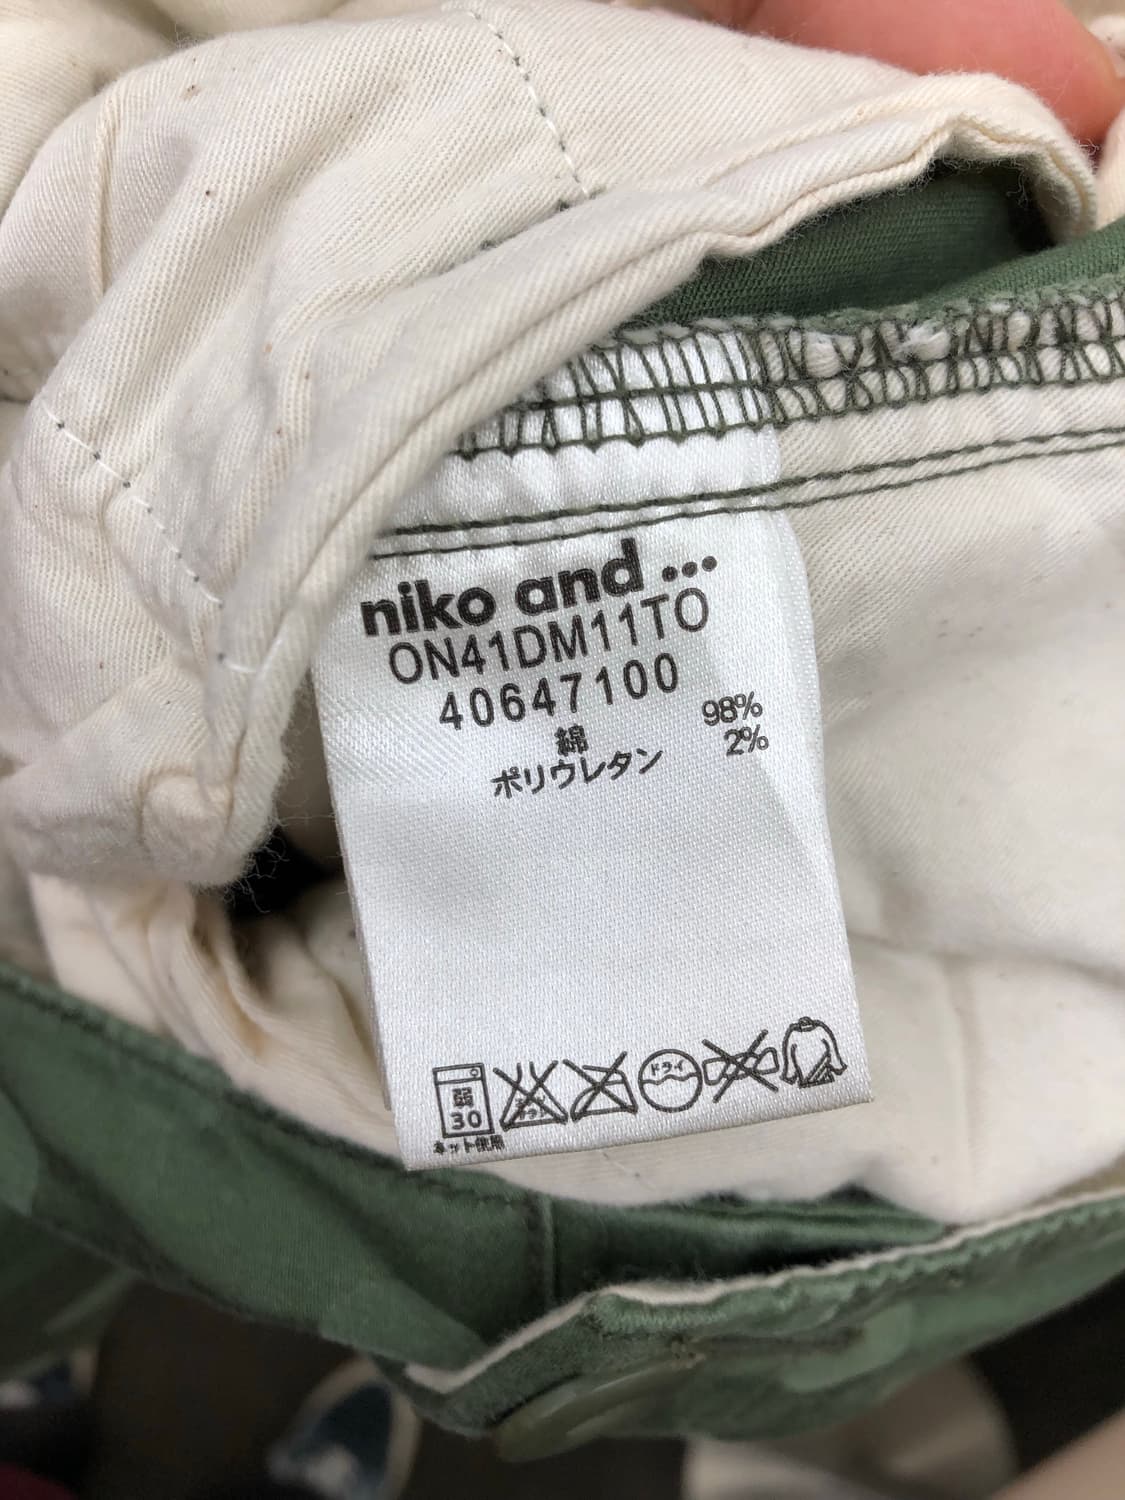 niko and ...
ON41DM11TO
40647100
綿 98%
ポリウレタン 2%
弱
30
ネット使用
ドライ